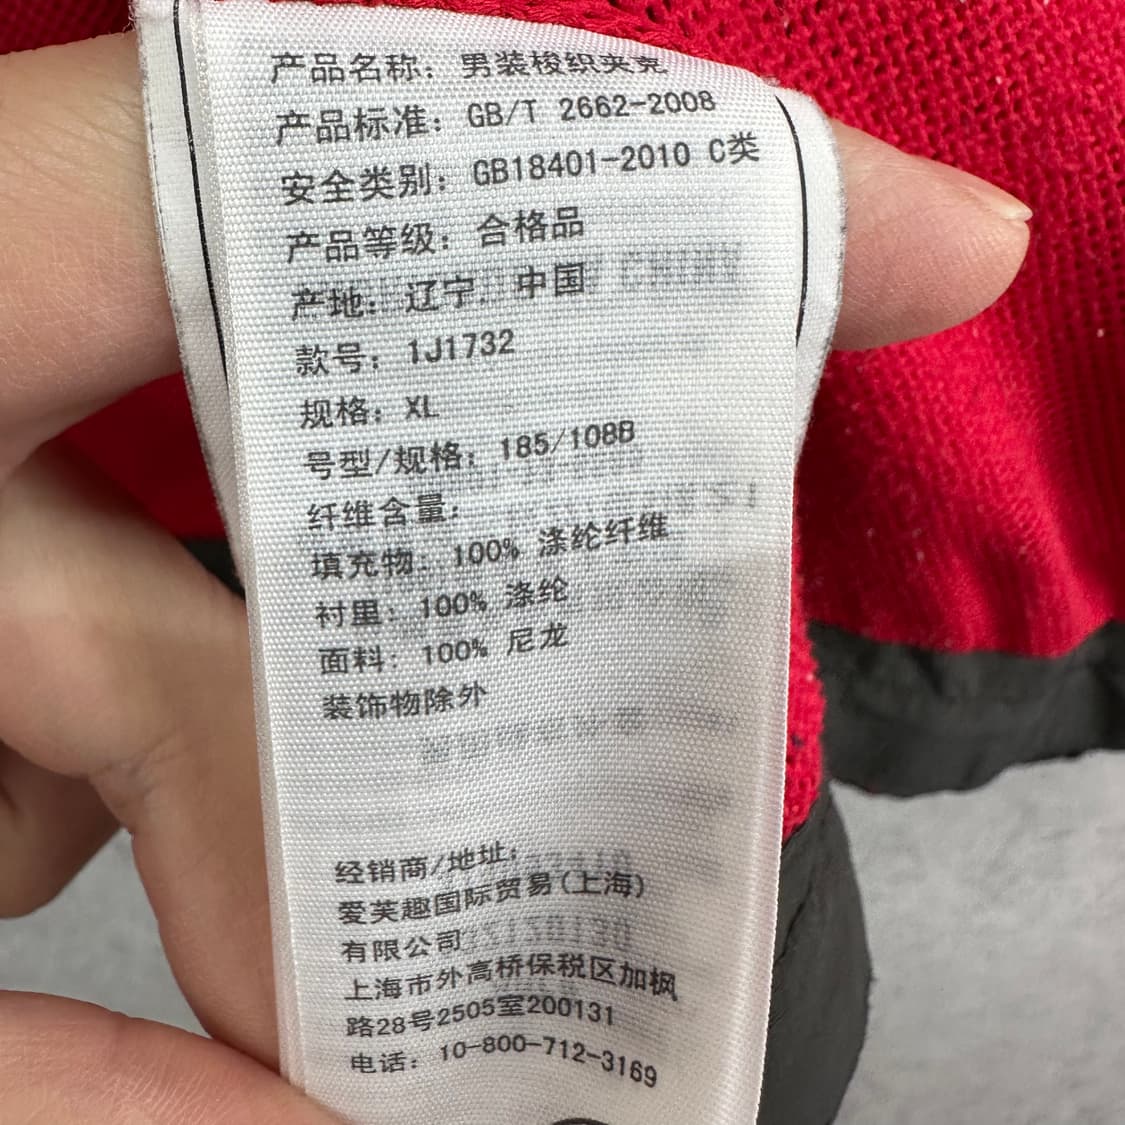 产品名称: 男装梭织夹克
产品标准: GB/T 2662-2008
安全类别: GB18401-2010 C类
产品等级: 合格品
产地: 辽宁. 中国
款号: 1J1732
规格: XL
号型/规格: 185/108B
纤维含量:
填充物: 100% 涤纶纤维
衬里: 100% 涤纶
面料: 100% 尼龙
装饰物除外
经销商/地址:
爱芙趣国际贸易(上海)
有限公司
上海市外高桥保税区加枫
路28号2505室200131
电话: 10-800-712-3169